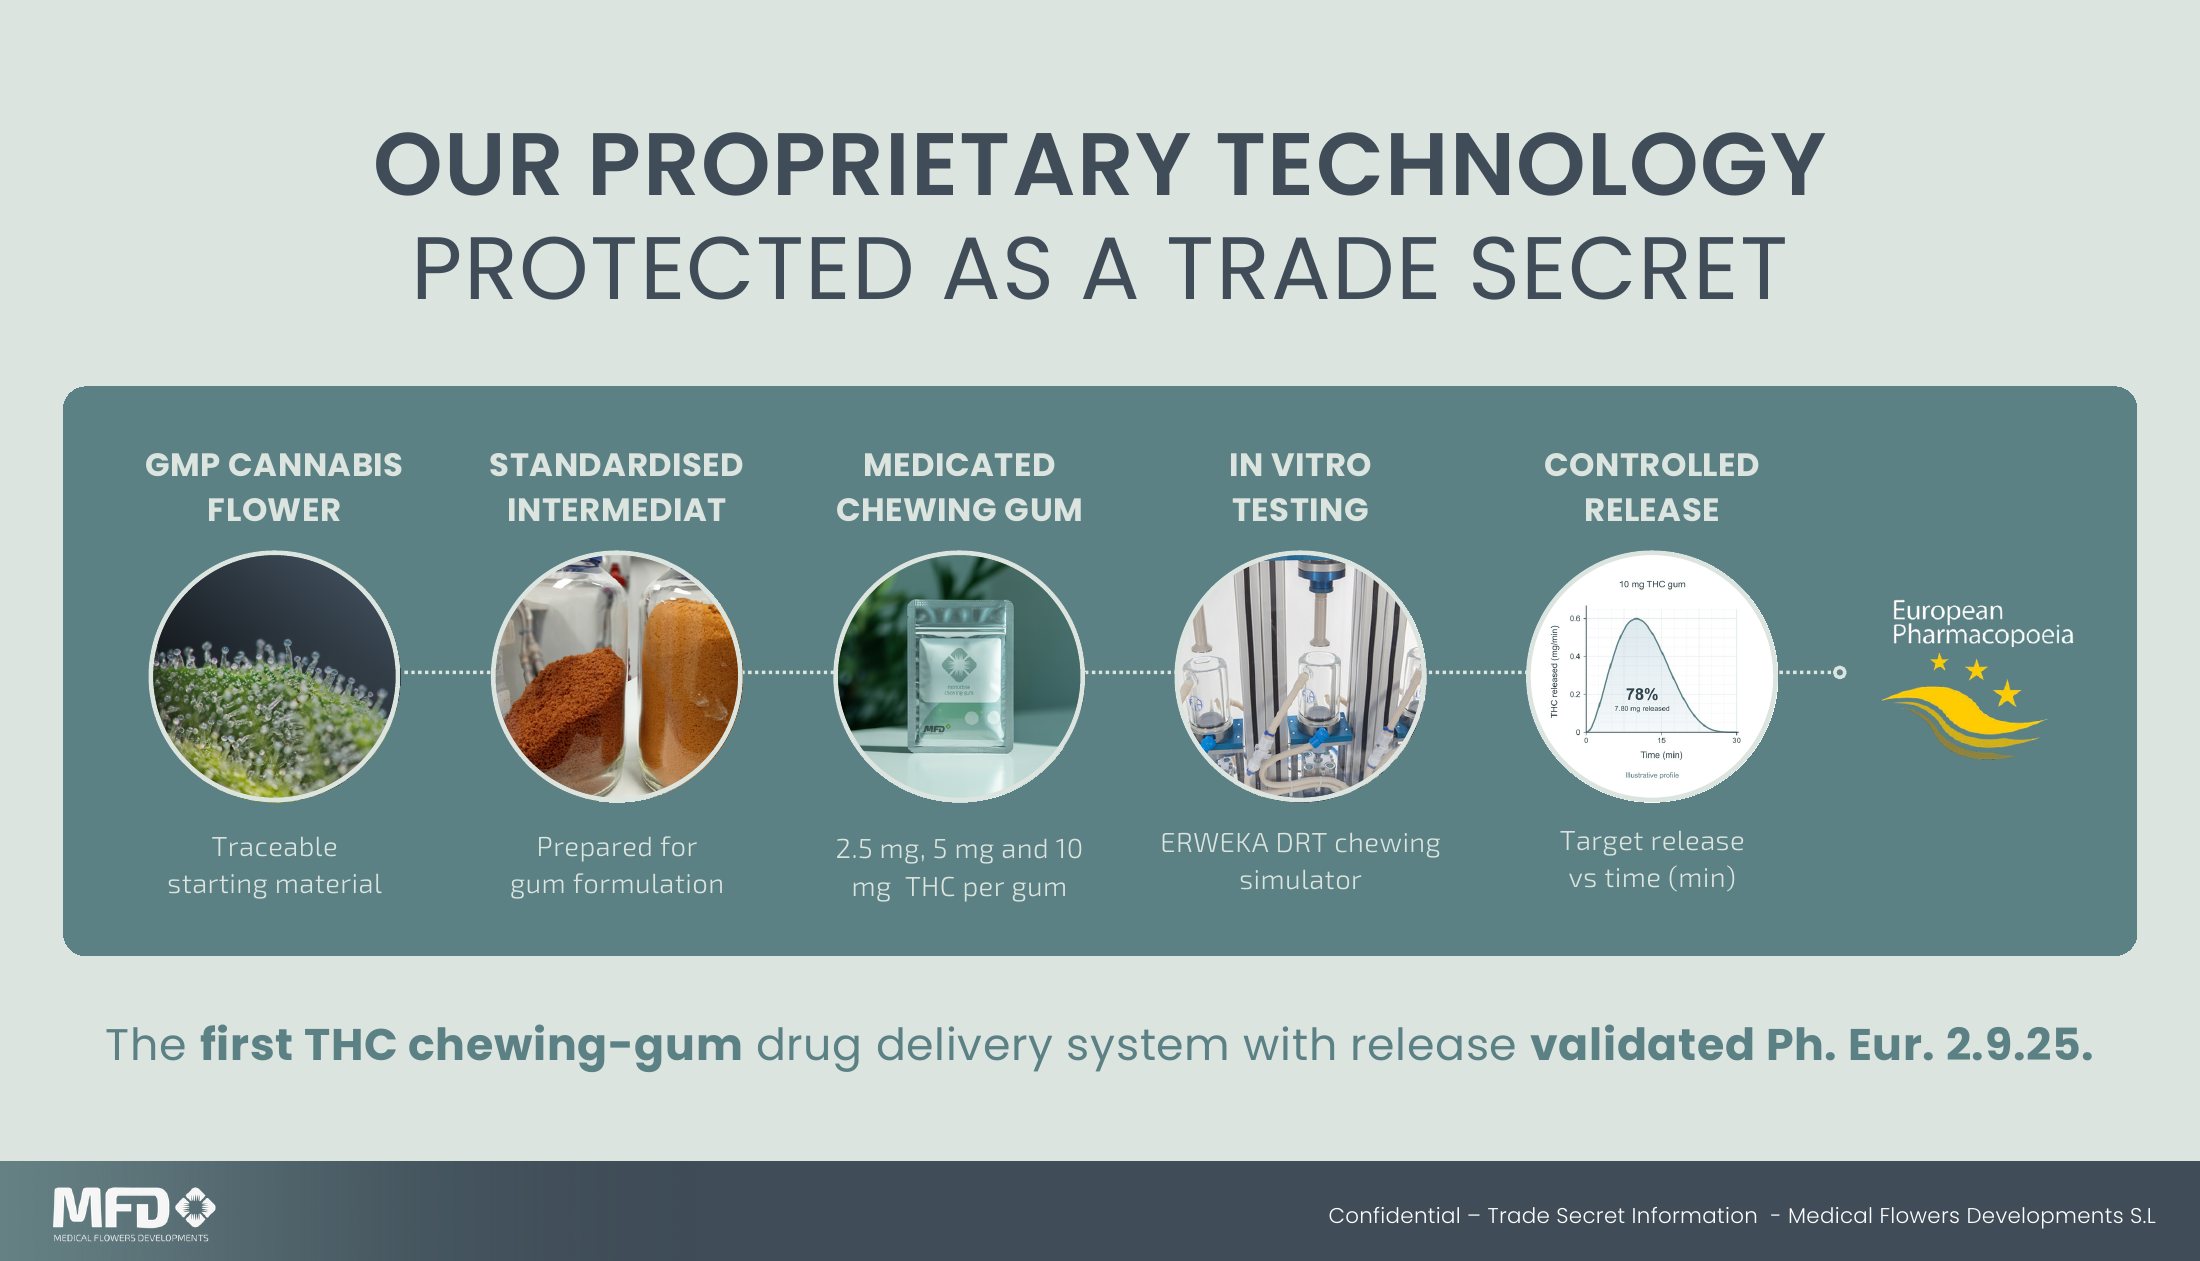 OUR PROPRIETARY TECHNOLOGY
PROTECTED AS A TRADE SECRET
GMP CANNABIS
FLOWER
Traceable
starting material
STANDARDISED
INTERMEDIAT
Prepared for
gum formulation
MEDICATED
CHEWING GUM
MFD
2.5 mg, 5 mg and 10
mg THC per gum
IN VITRO
TESTING
ERWEKA DRT chewing
simulator
CONTROLLED
RELEASE
10 mg THC gum
THC released (mg/min)
0.6
0.4
0.2
0
78%
7.80 mg released
0 15 30
Time (min)
Illustrative profile
Target release
vs time (min)
European
Pharmacopoeia
The first THC chewing-gum drug delivery system with release validated Ph. Eur. 2.9.25.
MFD
MEDICAL FLOWERS DEVELOPMENTS
Confidential – Trade Secret Information - Medical Flowers Developments S.L